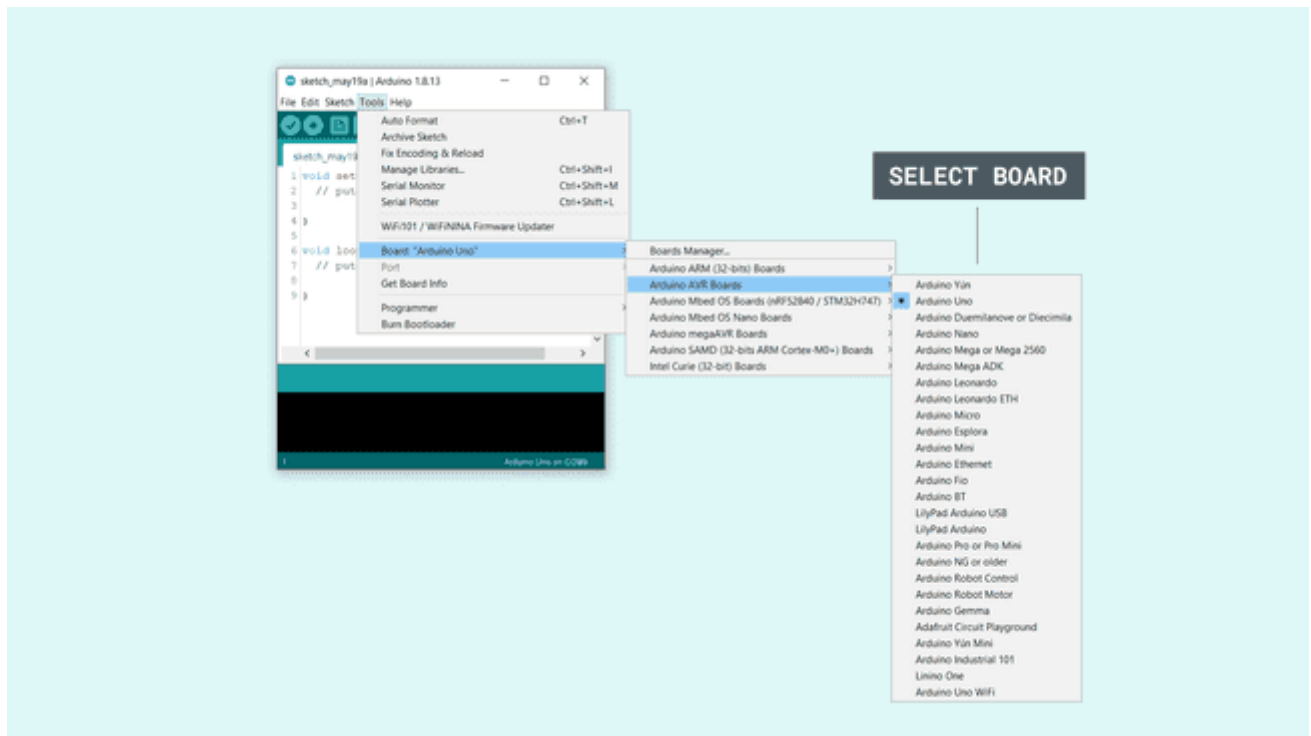 sketch_may19a | Arduino 1.8.13
File Edit Sketch Tools Help
sketch_may19
1 void set
2 // put
3
4 }
5
6 void loo
7 // put
8
9 }
Auto Format Ctrl+T
Archive Sketch
Fix Encoding & Reload
Manage Libraries... Ctrl+Shift+I
Serial Monitor Ctrl+Shift+M
Serial Plotter Ctrl+Shift+L
WiFi101 / WiFiNINA Firmware Updater
Board: "Arduino Uno"
Port
Get Board Info
Programmer
Burn Bootloader
Boards Manager...
Arduino ARM (32-bits) Boards
Arduino AVR Boards
Arduino Mbed OS Boards (nRF52840 / STM32H747)
Arduino Mbed OS Nano Boards
Arduino megaAVR Boards
Arduino SAMD (32-bits ARM Cortex-M0+) Boards
Intel Curie (32-bit) Boards
SELECT BOARD
Arduino Yún
Arduino Uno
Arduino Duemilanove or Diecimila
Arduino Nano
Arduino Mega or Mega 2560
Arduino Mega ADK
Arduino Leonardo
Arduino Leonardo ETH
Arduino Micro
Arduino Esplora
Arduino Mini
Arduino Ethernet
Arduino Fio
Arduino BT
LilyPad Arduino USB
LilyPad Arduino
Arduino Pro or Pro Mini
Arduino NG or older
Arduino Robot Control
Arduino Robot Motor
Arduino Gemma
Adafruit Circuit Playground
Arduino Yún Mini
Arduino Industrial 101
Linino One
Arduino Uno WiFi
1 Arduino Uno on